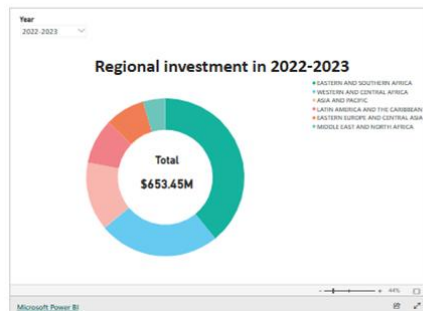 Year
2022-2023
Regional investment in 2022-2023
EASTERN AND SOUTHERN AFRICA
WESTERN AND CENTRAL AFRICA
ASIA AND PACIFIC
LATIN AMERICA AND THE CARIBBEAN
EASTERN EUROPE AND CENTRAL ASIA
MIDDLE EAST AND NORTH AFRICA
Total
$653.45M
44%
Microsoft Power BI